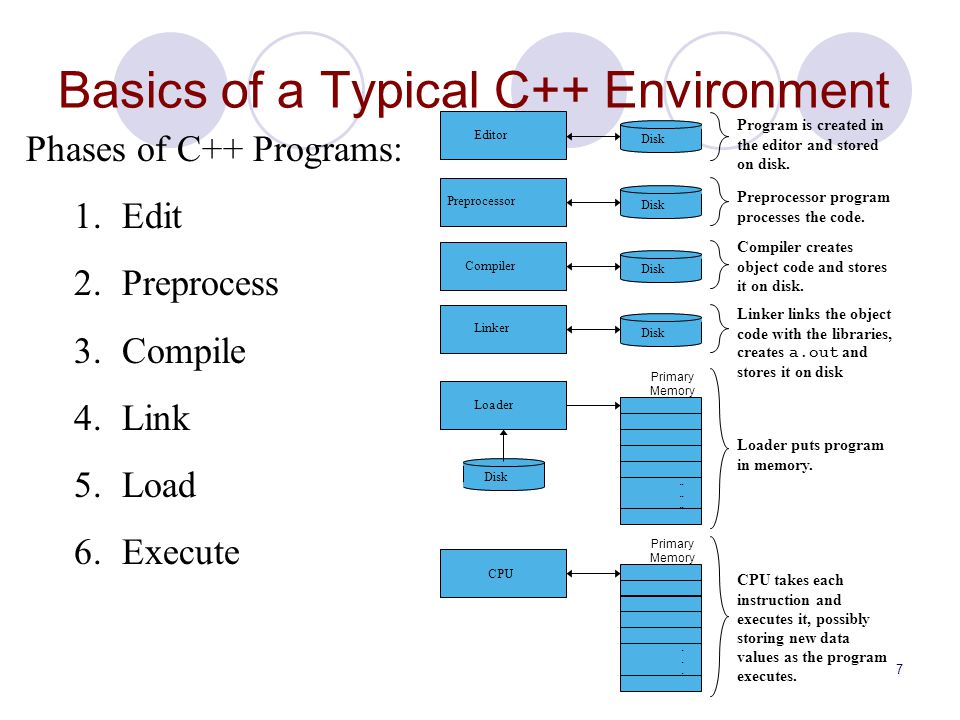 Basics of a Typical C++ Environment
Phases of C++ Programs:
1. Edit
2. Preprocess
3. Compile
4. Link
5. Load
6. Execute
Editor
Disk
Program is created in
the editor and stored
on disk.
Preprocessor
Disk
Preprocessor program
processes the code.
Compiler
Disk
Compiler creates
object code and stores
it on disk.
Linker
Disk
Linker links the object
code with the libraries,
creates a.out and
stores it on disk
Loader
Disk
Primary
Memory
Loader puts program
in memory.
CPU
Primary
Memory
CPU takes each
instruction and
executes it, possibly
storing new data
values as the program
executes.
7